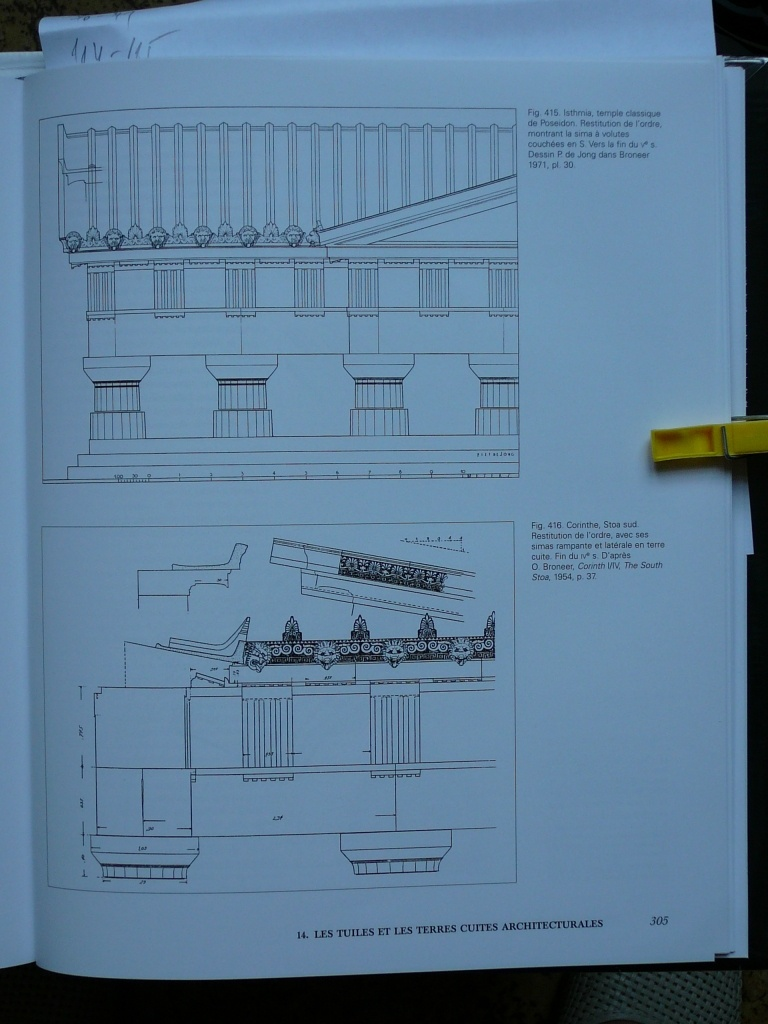 Fig. 415. Isthmia, temple classique
de Poseidon. Restitution de l'ordre,
montrant la sima à volutes
couchées en S. Vers la fin du Vᵉ s.
Dessin P. de Jong dans Broneer
1971, pl. 30.
PIET DE JONG
Fig. 416. Corinthe, Stoa sud.
Restitution de l'ordre, avec ses
simas rampante et latérale en terre
cuite. Fin du IVᵉ s. D'après
O. Broneer, Corinth I/IV, The South
Stoa, 1954, p. 37.
14. LES TUILES ET LES TERRES CUITES ARCHITECTURALES
305